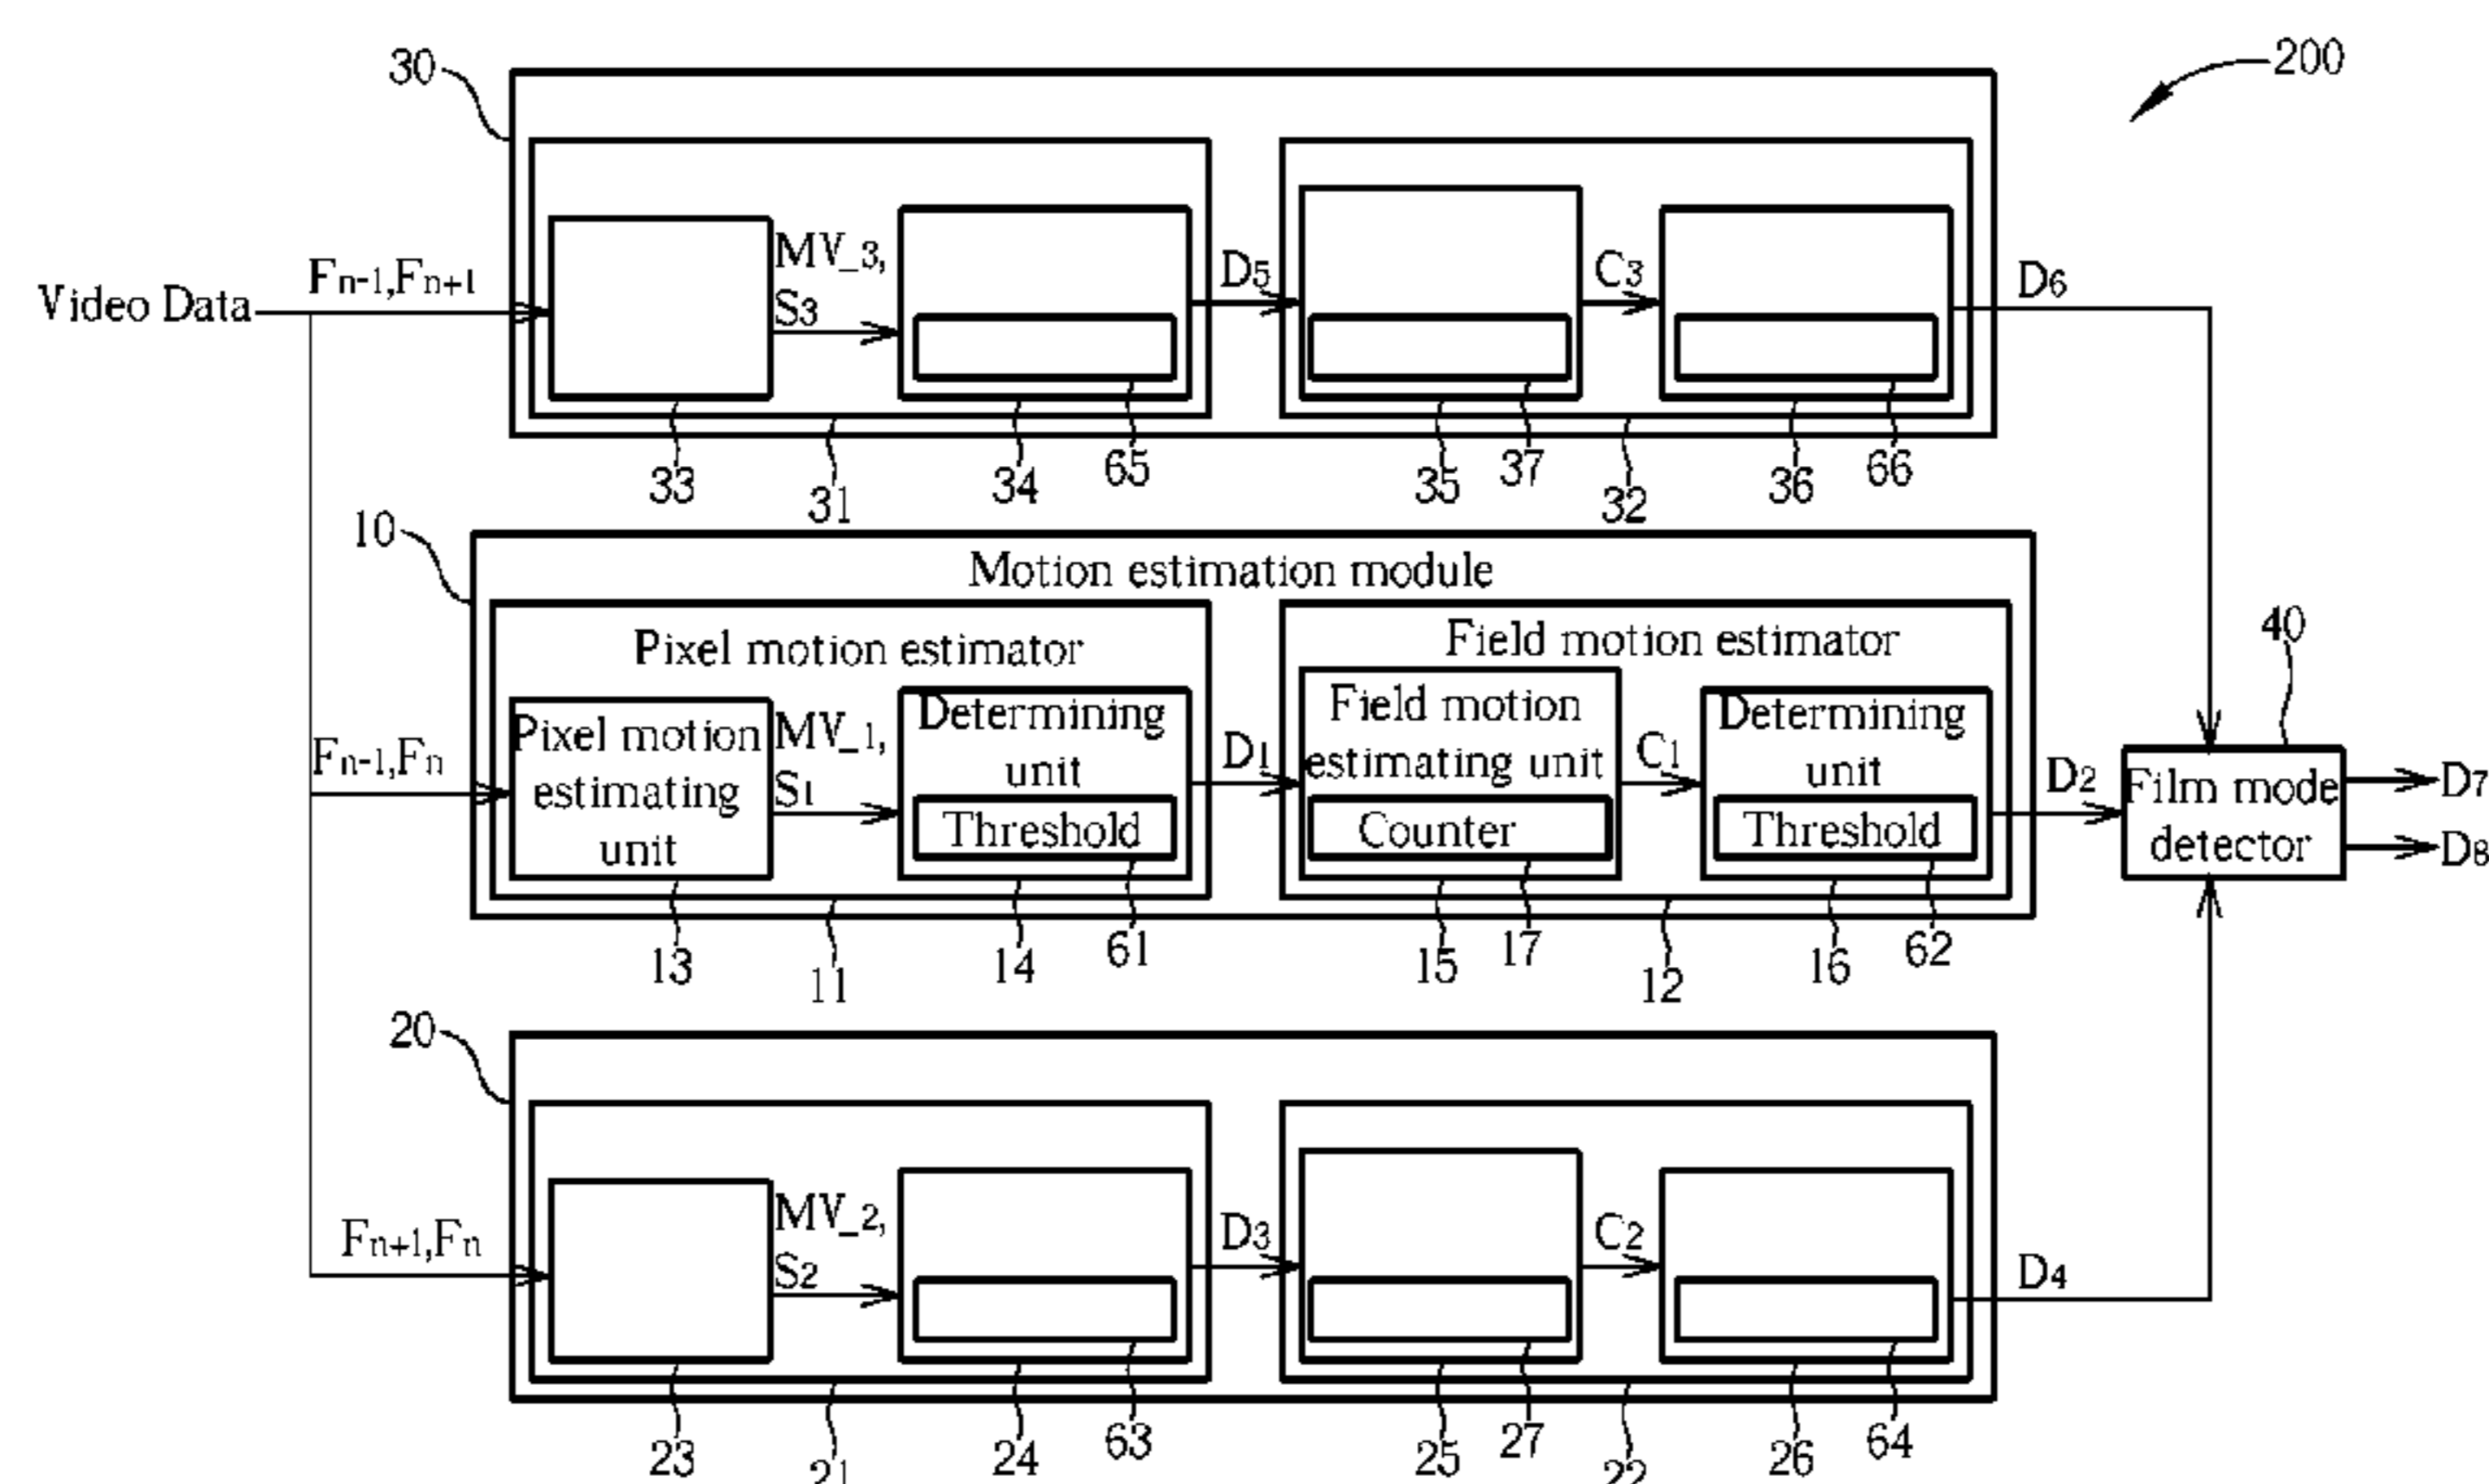 200
30
Video Data
Fn-1,Fn+1
MV_3,
S3
D5
C3
D6
33
31
34
65
35
37
32
36
66
10
Motion estimation module
Pixel motion estimator
Field motion estimator
40
Fn-1,Fn
Pixel motion
estimating
unit
MV_1,
S1
Determining
unit
Threshold
D1
Field motion
estimating unit
Counter
C1
Determining
unit
Threshold
D2
Film mode
detector
D7
D8
13
11
14
61
15
17
12
16
62
20
Fn+1,Fn
MV_2,
S2
D3
C2
D4
23
21
24
63
25
27
22
26
64